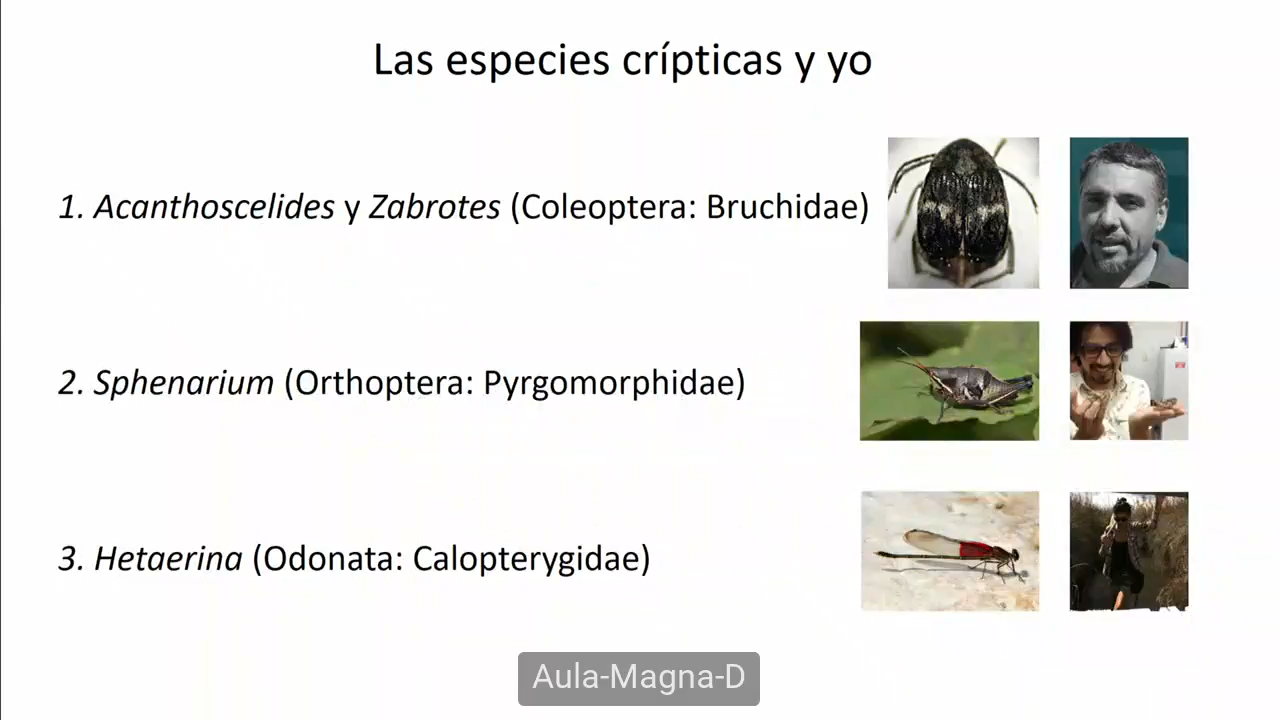 Las especies crípticas y yo
1. Acanthoscelides y Zabrotes (Coleoptera: Bruchidae)
2. Sphenarium (Orthoptera: Pyrgomorphidae)
3. Hetaerina (Odonata: Calopterygidae)
Aula-Magna-D